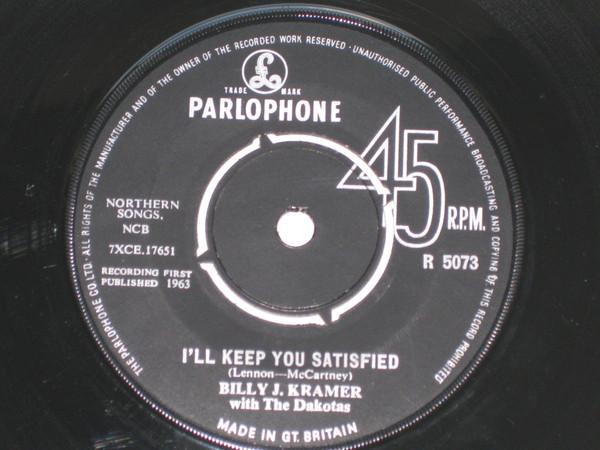 THE PARLOPHONE CO.LTD. · ALL RIGHTS OF THE MANUFACTURER AND OF THE OWNER OF THE RECORDED WORK RESERVED · UNAUTHORISED PUBLIC PERFORMANCE BROADCASTING AND COPYING OF THIS RECORD PROHIBITED
£
TRADE MARK
PARLOPHONE
45
R.P.M.
R 5073
NORTHERN
SONGS,
NCB
7XCE.17651
RECORDING FIRST
PUBLISHED 1963
I'LL KEEP YOU SATISFIED
(Lennon—McCartney)
BILLY J. KRAMER
with The Dakotas
MADE IN GT. BRITAIN